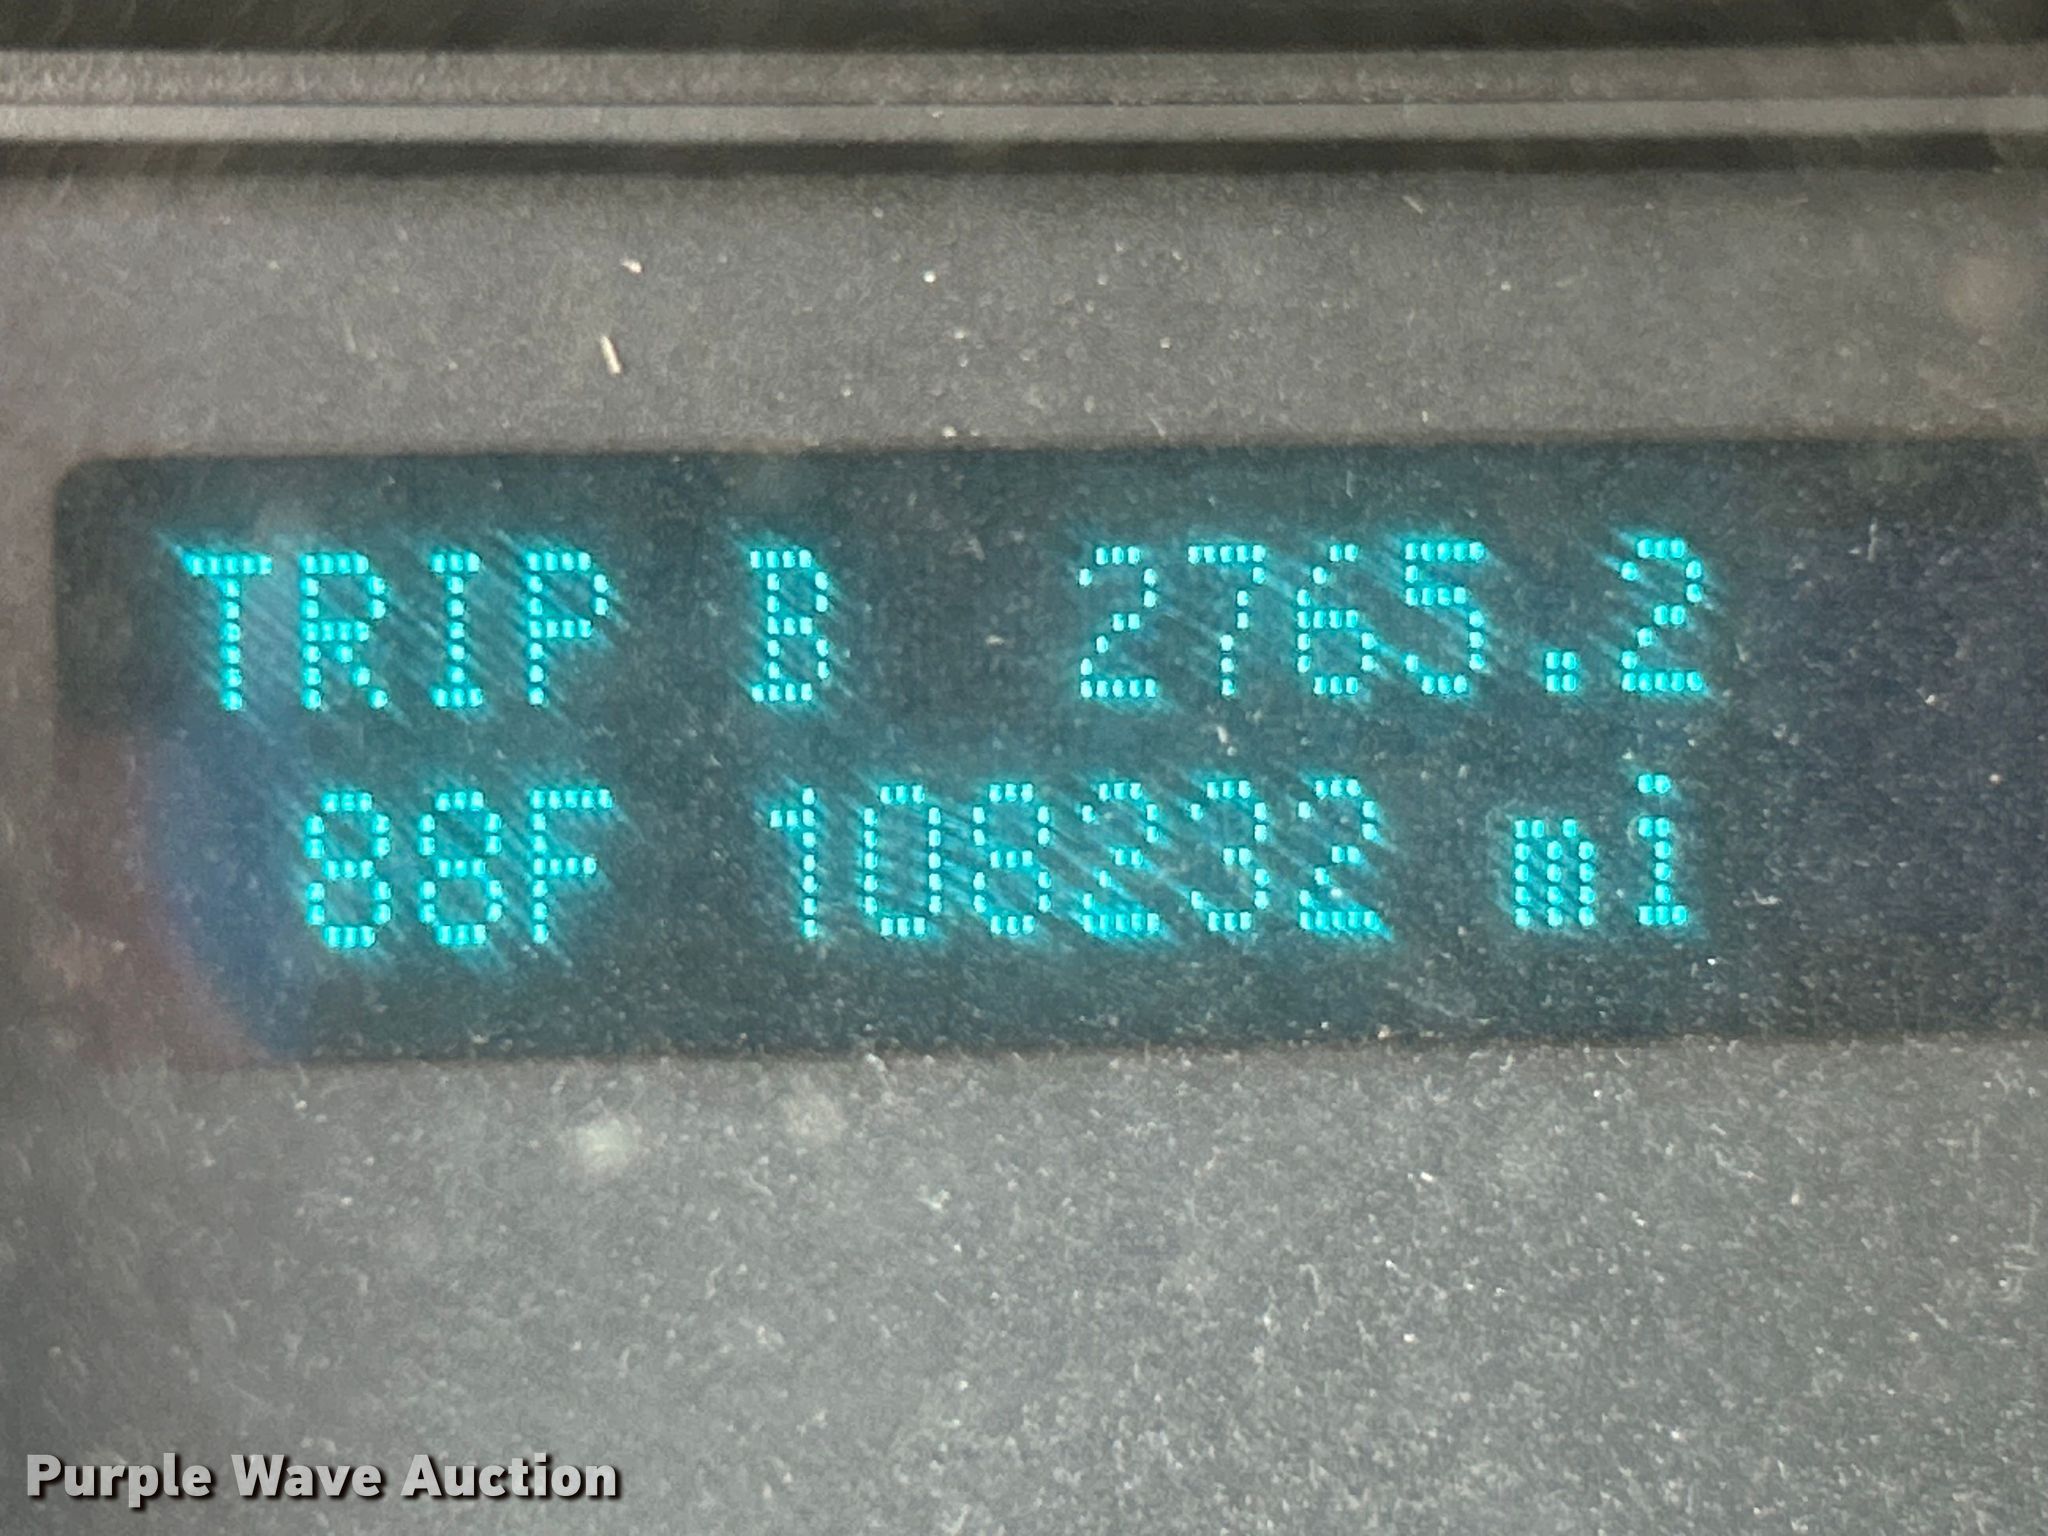 TRIP B 2765.2
88F 108232 mi
Purple Wave Auction